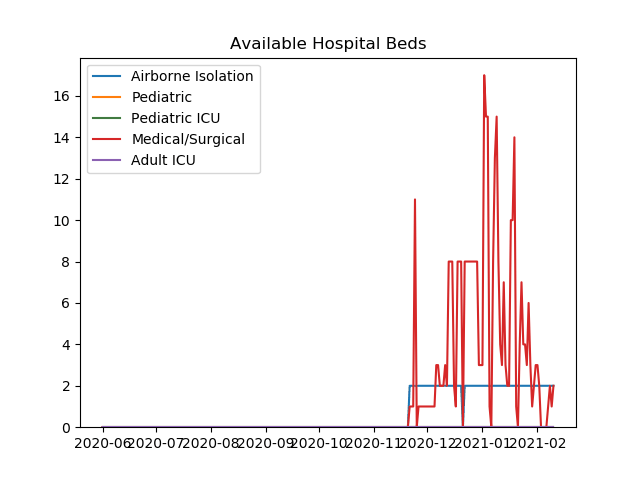 Available Hospital Beds
Airborne Isolation
Pediatric
Pediatric ICU
Medical/Surgical
Adult ICU
16
14
12
10
8
6
4
2
0
2020-06 2020-07 2020-08 2020-09 2020-10 2020-11 2020-12 2021-01 2021-02